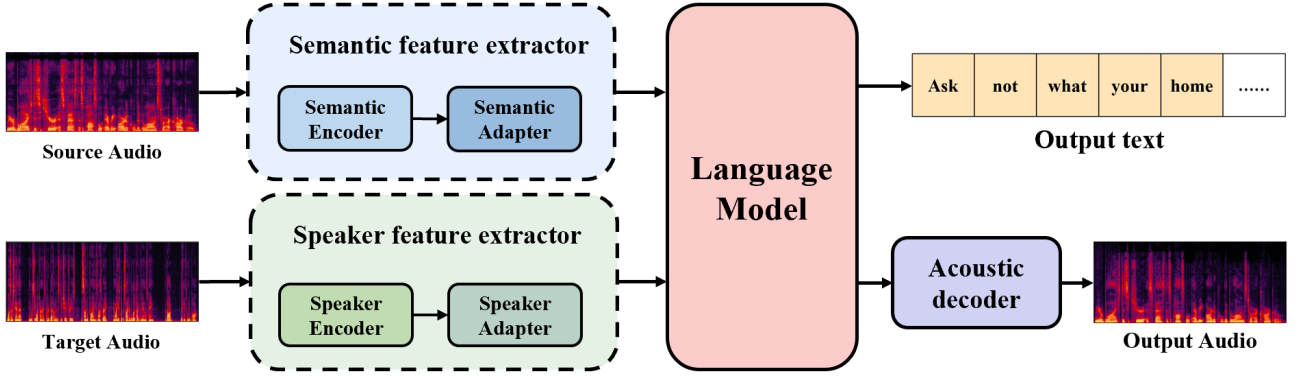 Semantic feature extractor
Semantic
Encoder
Semantic
Adapter
Source Audio
Speaker feature extractor
Speaker
Encoder
Speaker
Adapter
Target Audio
Language
Model
Ask not what your home ......
Output text
Acoustic
decoder
Output Audio